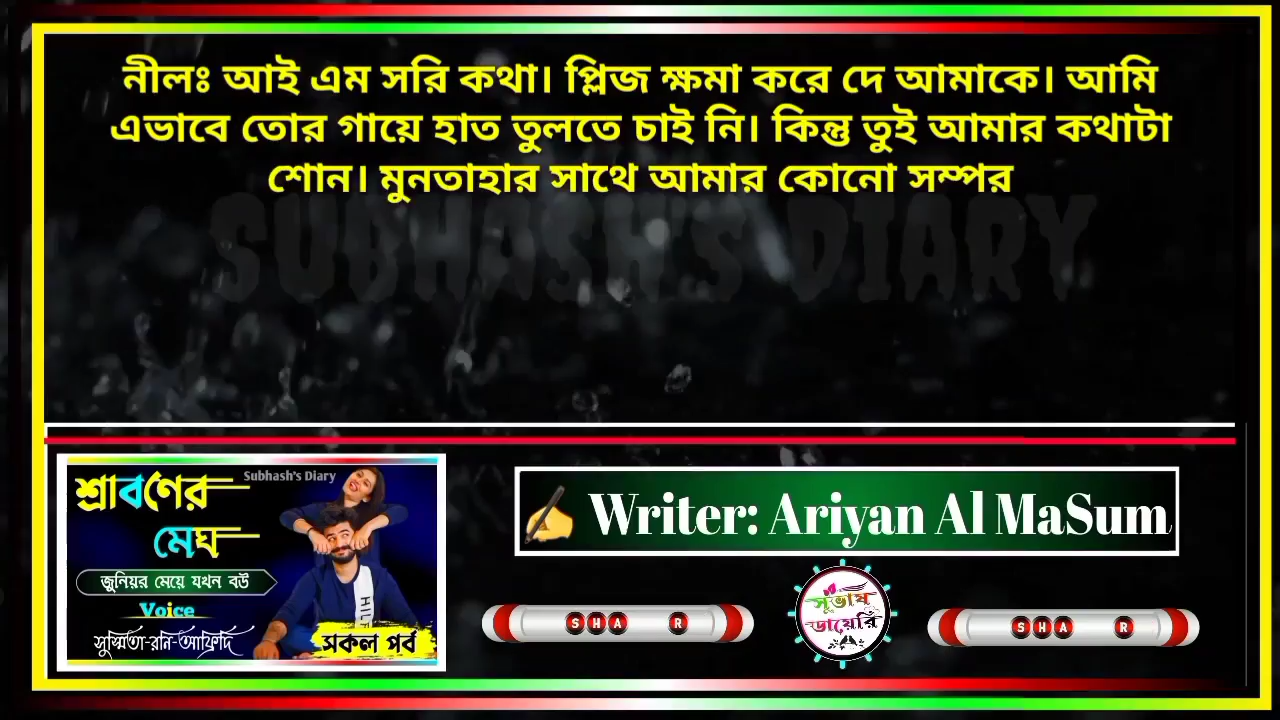 নীলঃ আই এম সরি কথা। প্লিজ ক্ষমা করে দে আমাকে। আমি
এভাবে তোর গায়ে হাত তুলতে চাই নি। কিন্তু তুই আমার কথাটা
শোন। মুনতাহার সাথে আমার কোনো সম্পর
SUBHASH'S DIARY
Subhash's Diary
শ্রাবণের
মেঘ
জুনিয়র মেয়ে যখন বউ
Voice
সুস্মিতা-রনি-আফ্রিদি
সকল পর্ব
Writer: Ariyan Al MaSum
SHA R
সুভাষ
ডায়েরি
SHA R